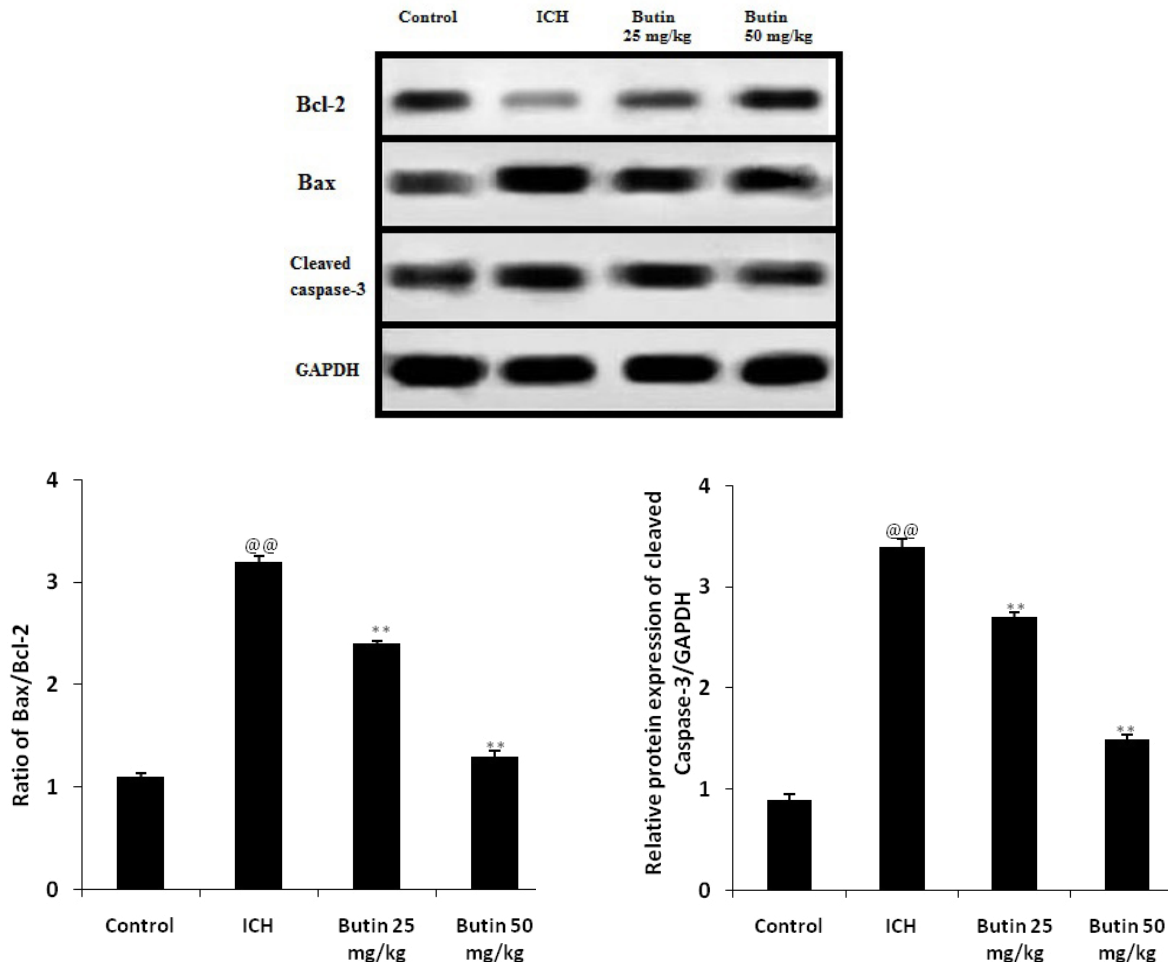 Control
ICH
Butin
25 mg/kg
Butin
50 mg/kg
Bcl-2
Bax
Cleaved
caspase-3
GAPDH
Ratio of Bax/Bcl-2
4
3
2
1
0
@@
**
**
Control
ICH
Butin 25
mg/kg
Butin 50
mg/kg
Relative protein expression of cleaved
Caspase-3/GAPDH
4
3
2
1
0
@@
**
**
Control
ICH
Butin 25
mg/kg
Butin 50
mg/kg